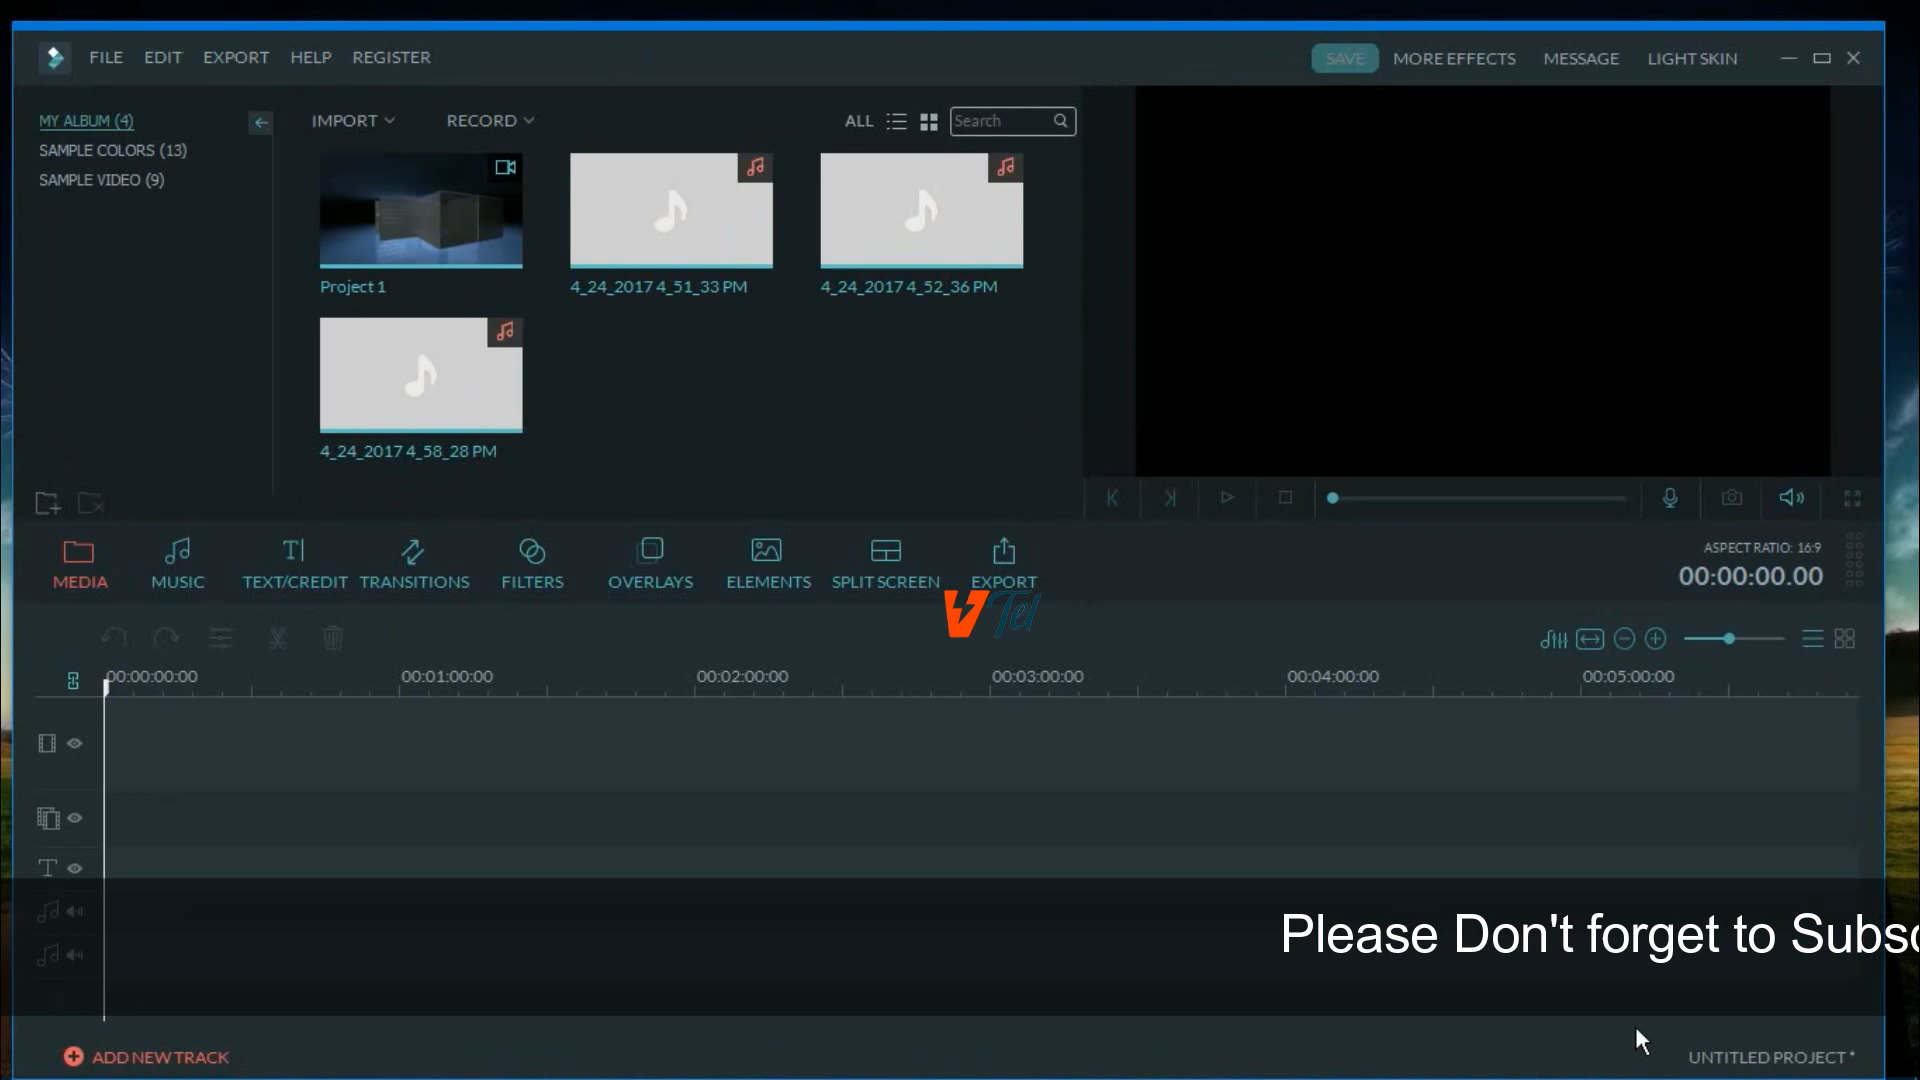 FILE EDIT EXPORT HELP REGISTER
SAVE MORE EFFECTS MESSAGE LIGHT SKIN
MY ALBUM (4)
SAMPLE COLORS (13)
SAMPLE VIDEO (9)
IMPORT RECORD ALL Search
Project 1
4_24_2017 4_51_33 PM
4_24_2017 4_52_36 PM
4_24_2017 4_58_28 PM
MEDIA MUSIC TEXT/CREDIT TRANSITIONS FILTERS OVERLAYS ELEMENTS SPLIT SCREEN EXPORT
ASPECT RATIO: 16:9
00:00:00.00
V Tel
00:00:00:00 00:01:00:00 00:02:00:00 00:03:00:00 00:04:00:00 00:05:00:00
Please Don't forget to Subsc
ADD NEW TRACK
UNTITLED PROJECT *